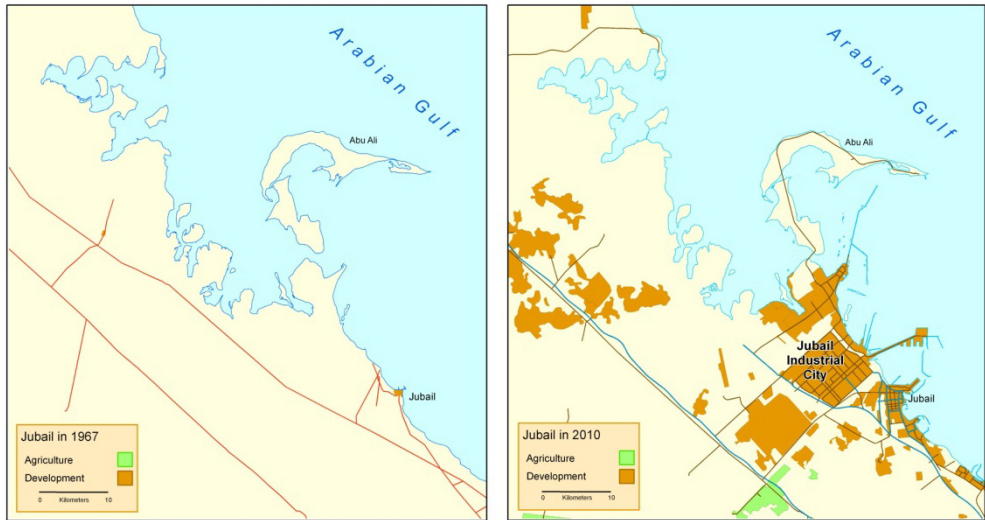 Arabian Gulf
Abu Ali
Jubail
Jubail in 1967
Agriculture
Development
0 Kilometers 10
Arabian Gulf
Abu Ali
Jubail
Industrial
City
Jubail
Jubail in 2010
Agriculture
Development
0 Kilometers 10